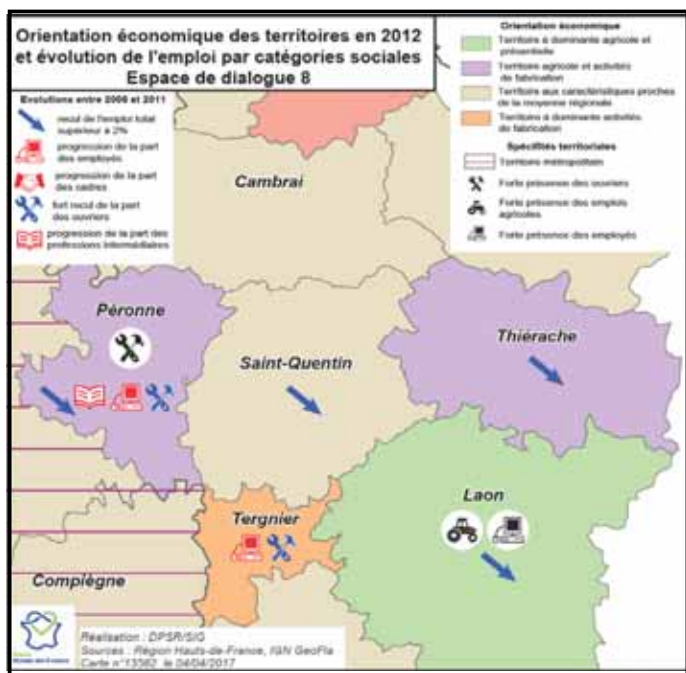 Orientation économique des territoires en 2012
et évolution de l'emploi par catégories sociales
Espace de dialogue 8
Evolutions entre 2006 et 2011
recul de l'emploi total
supérieur à 2%
progression de la part
des employés
progression de la part
des cadres
fort recul de la part
des ouvriers
progression de la part des
professions intermédiaires
Orientation économique
Territoire à dominante agricole et
présentielle
Territoire agricole et activités
de fabrication
Territoire aux caractéristiques proches
de la moyenne régionale
Territoire à dominante activités
de fabrication
Spécifités territoriales
Territoire métropolitain
Forte présence des ouvriers
Forte présence des emplois
agricoles
Forte présence des employés
Cambrai
Péronne
Saint-Quentin
Thiérache
Tergnier
Laon
Compiègne
Réalisation : DPSR/SIG
Sources : Région Hauts-de-France, IGN GeoFla
Carte n°13562 le 04/04/2017
Hauts-de-France